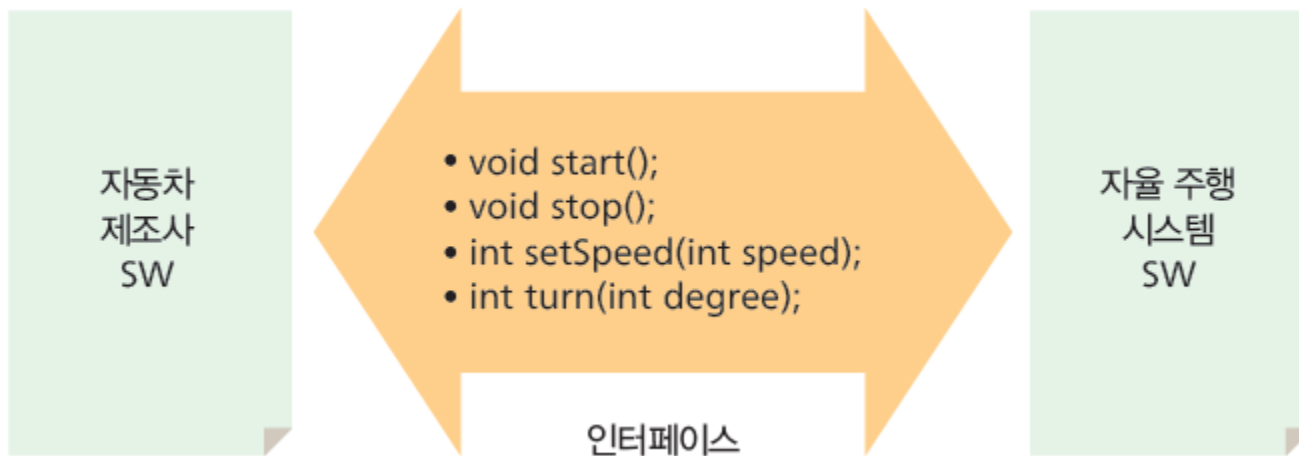 자동차
제조사
SW
• void start();
• void stop();
• int setSpeed(int speed);
• int turn(int degree);
자율 주행
시스템
SW
인터페이스